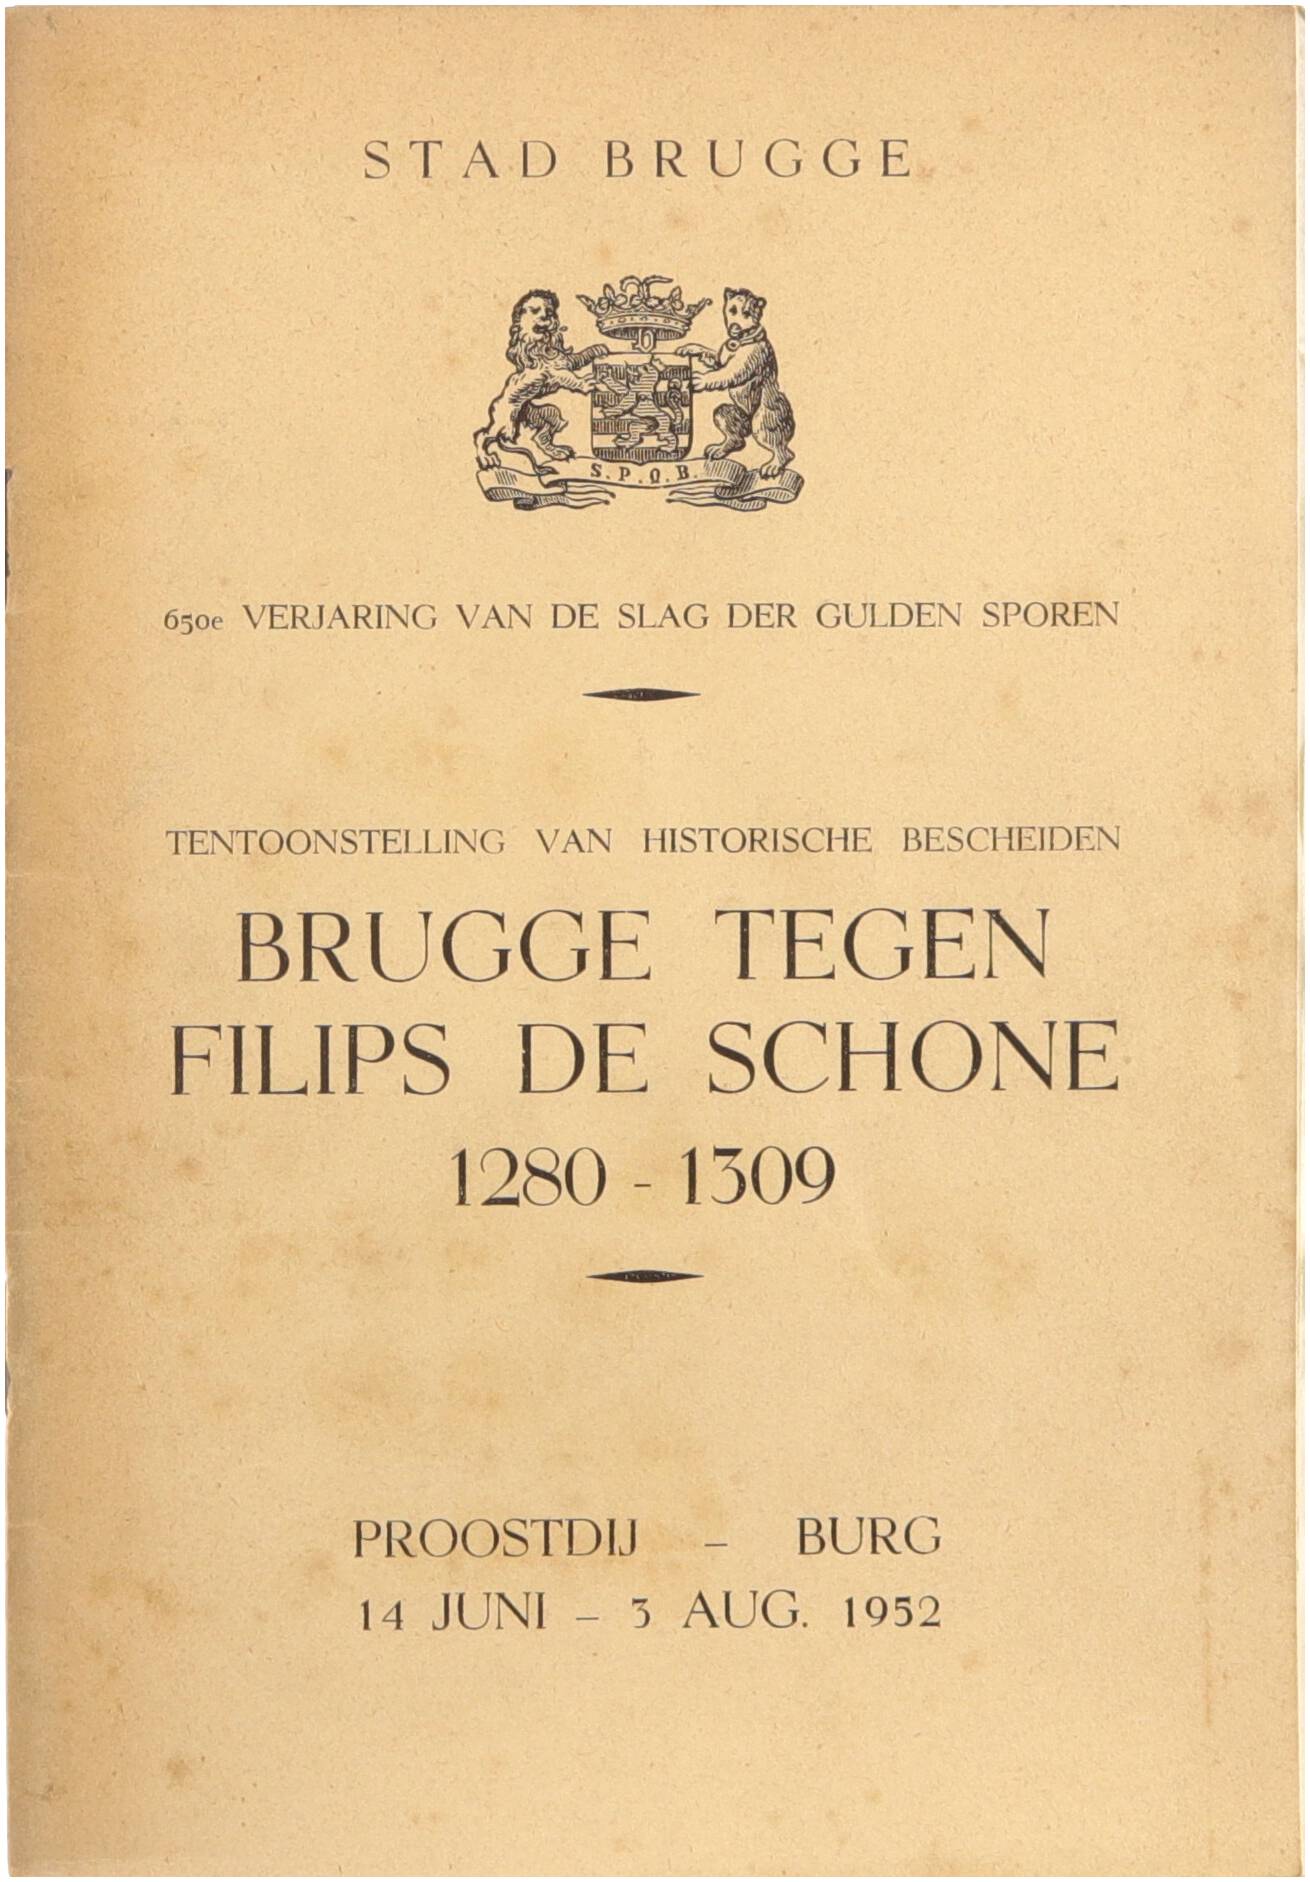 STAD BRUGGE
S.P.Q.B.
650e VERJARING VAN DE SLAG DER GULDEN SPOREN
TENTOONSTELLING VAN HISTORISCHE BESCHEIDEN
BRUGGE TEGEN
FILIPS DE SCHONE
1280 - 1309
PROOSTDIJ – BURG
14 JUNI – 3 AUG. 1952